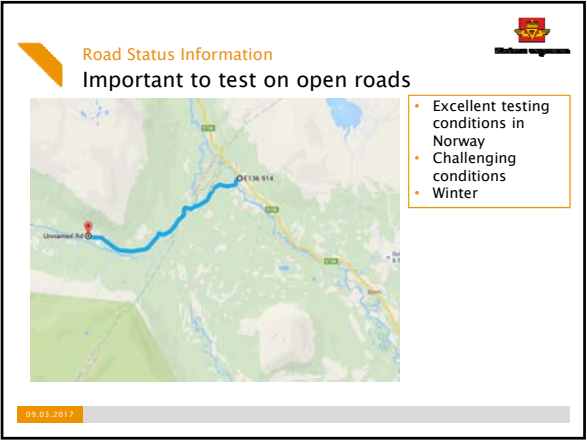 Road Status Information
Important to test on open roads
• Excellent testing
conditions in
Norway
• Challenging
conditions
• Winter
E136
E136 914
Unnamed Rd
E136
E136
09.03.2017